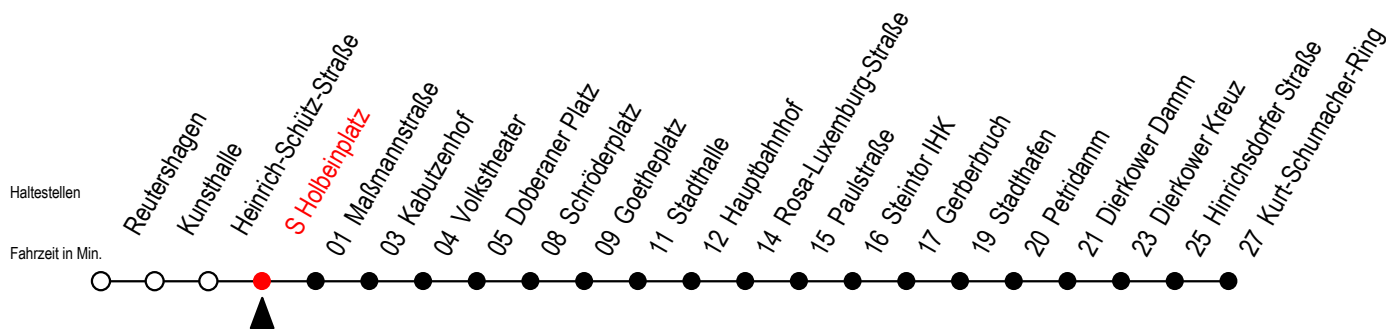 Haltestellen
Fahrzeit in Min.
Reutershagen
Kunsthalle
Heinrich-Schütz-Straße
S Holbeinplatz
01 Maßmannstraße
03 Kabutzenhof
04 Volkstheater
05 Doberaner Platz
08 Schröderplatz
09 Goetheplatz
11 Stadthalle
12 Hauptbahnhof
14 Rosa-Luxemburg-Straße
15 Paulstraße
16 Steintor IHK
17 Gerberbruch
19 Stadthafen
20 Petridamm
21 Dierkower Damm
23 Dierkower Kreuz
25 Hinrichsdorfer Straße
27 Kurt-Schumacher-Ring